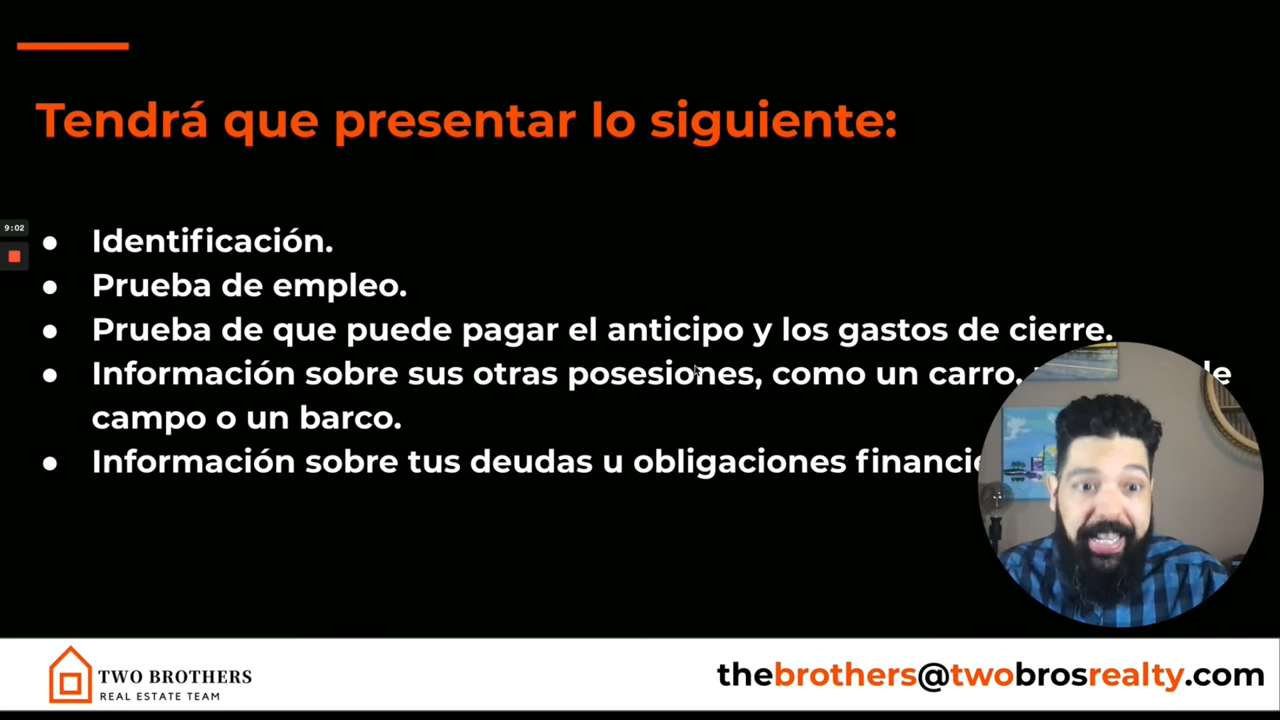 Tendrá que presentar lo siguiente:
9:02
● Identificación.
● Prueba de empleo.
● Prueba de que puede pagar el anticipo y los gastos de cierre.
● Información sobre sus otras posesiones, como un carro,
campo o un barco.
● Información sobre tus deudas u obligaciones
TWO BROTHERS
REAL ESTATE TEAM
thebrothers@twobrosrealty.com